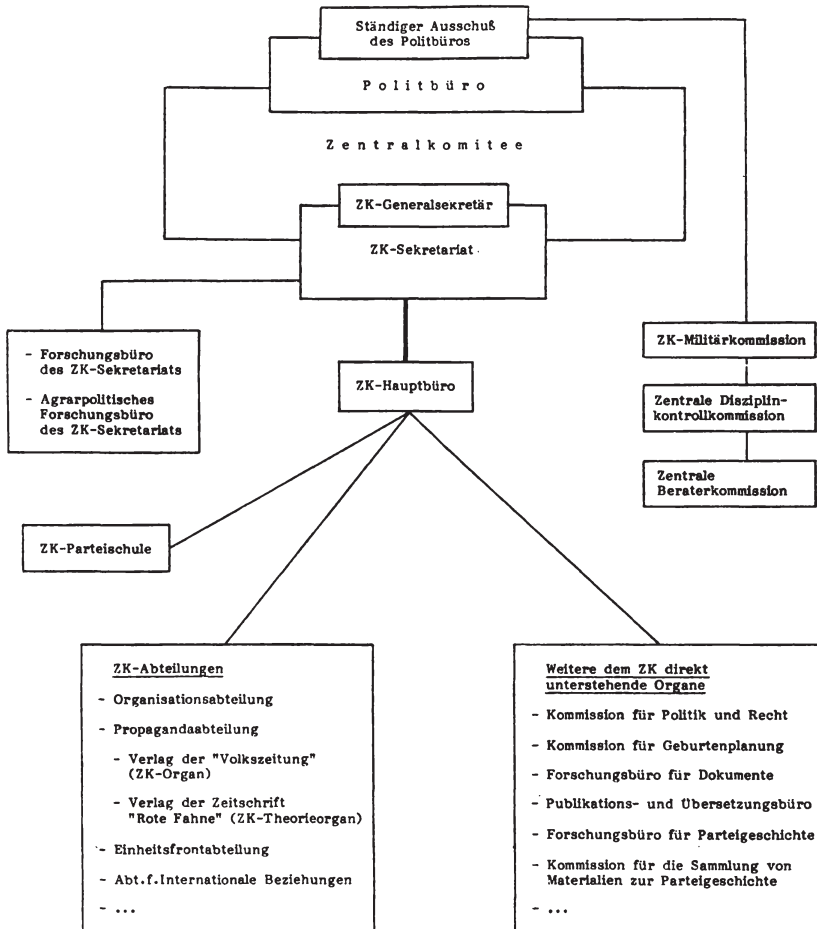 Ständiger Ausschuß
des Politbüros
Politbüro
Zentralkomitee
ZK-Generalsekretär
ZK-Sekretariat
- Forschungsbüro
des ZK-Sekretariats
- Agrarpolitisches
Forschungsbüro
des ZK-Sekretariats
ZK-Hauptbüro
ZK-Militärkommission
Zentrale Disziplin-
kontrollkommission
Zentrale
Beraterkommission
ZK-Parteischule
ZK-Abteilungen
- Organisationsabteilung
- Propagandaabteilung
- Verlag der "Volkszeitung"
(ZK-Organ)
- Verlag der Zeitschrift
"Rote Fahne" (ZK-Theorieorgan)
- Einheitsfrontabteilung
- Abt.f.Internationale Beziehungen
- ...
Weitere dem ZK direkt
unterstehende Organe
- Kommission für Politik und Recht
- Kommission für Geburtenplanung
- Forschungsbüro für Dokumente
- Publikations- und Übersetzungsbüro
- Forschungsbüro für Parteigeschichte
- Kommission für die Sammlung von
Materialien zur Parteigeschichte
- ...